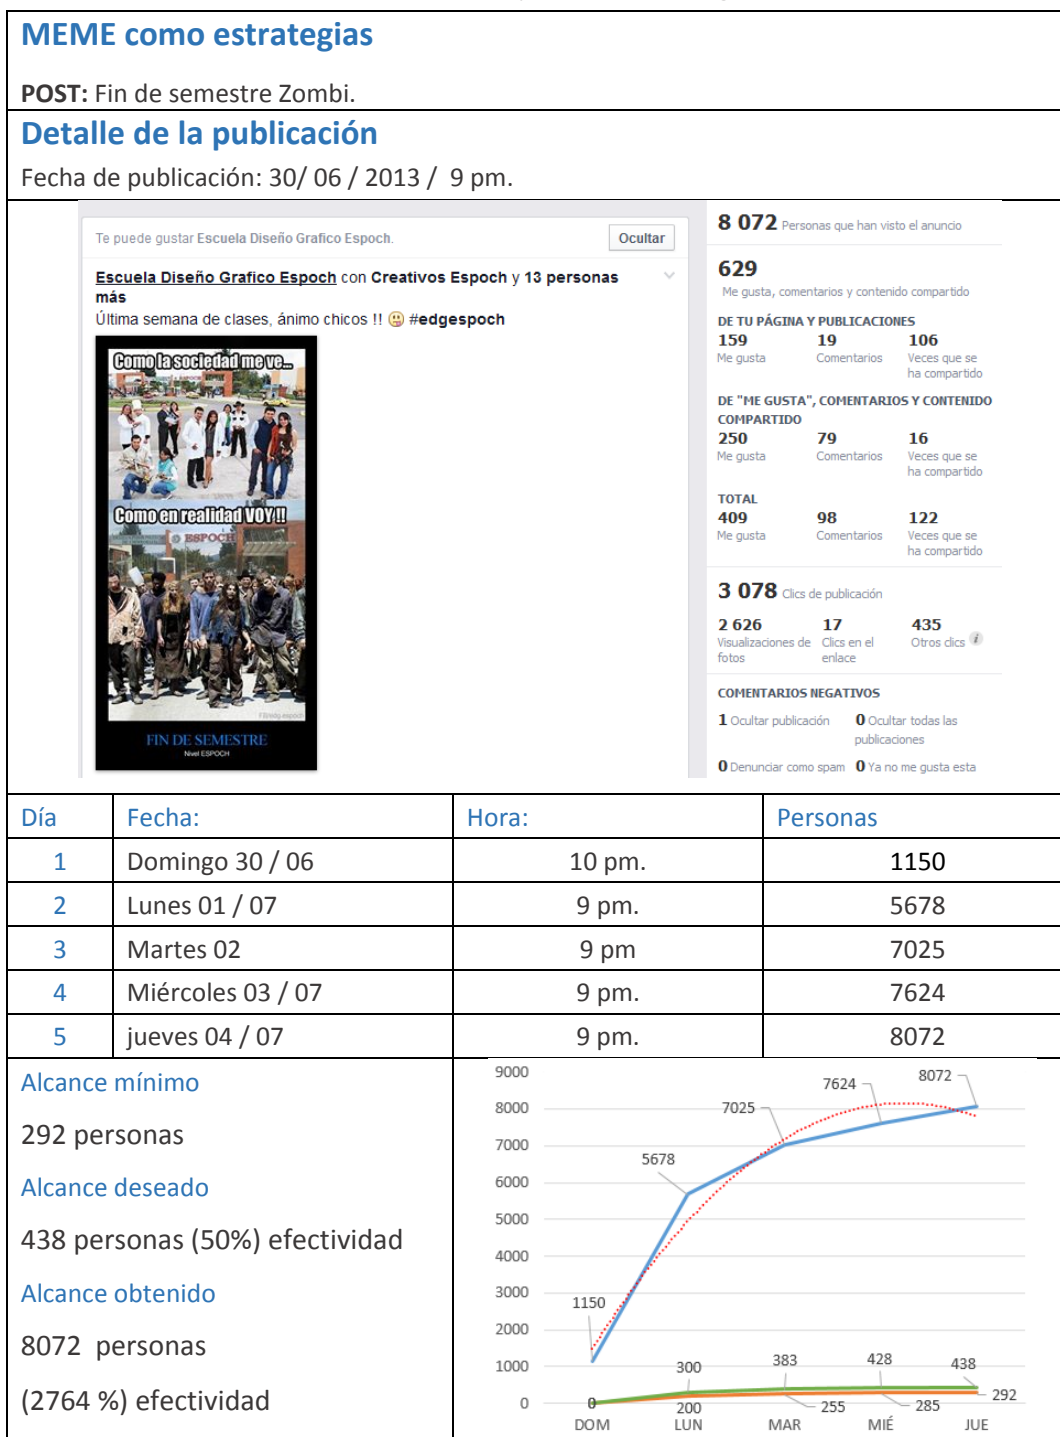 MEME como estrategias
POST: Fin de semestre Zombi.
Detalle de la publicación
Fecha de publicación: 30/ 06 / 2013 / 9 pm.
Te puede gustar Escuela Diseño Grafico Espoch.
Ocultar
Escuela Diseño Grafico Espoch con Creativos Espoch y 13 personas
más
Última semana de clases, ánimo chicos !! #edgespoch
Como la sociedad me ve...
Como en realidad VOY !!
ESPOCH
FIN DE SEMESTRE
Nivel ESPOCH
8 072 Personas que han visto el anuncio
629
Me gusta, comentarios y contenido compartido
DE TU PÁGINA Y PUBLICACIONES
159 19 106
Me gusta Comentarios Veces que se
ha compartido
DE "ME GUSTA", COMENTARIOS Y CONTENIDO
COMPARTIDO
250 79 16
Me gusta Comentarios Veces que se
ha compartido
TOTAL
409 98 122
Me gusta Comentarios Veces que se
ha compartido
3 078 Clics de publicación
2 626 17 435
Visualizaciones de Clics en el Otros clics i
fotos enlace
COMENTARIOS NEGATIVOS
1 Ocultar publicación 0 Ocultar todas las
publicaciones
0 Denunciar como spam 0 Ya no me gusta esta
Día Fecha: Hora: Personas
1 Domingo 30 / 06 10 pm. 1150
2 Lunes 01 / 07 9 pm. 5678
3 Martes 02 9 pm 7025
4 Miércoles 03 / 07 9 pm. 7624
5 jueves 04 / 07 9 pm. 8072
Alcance mínimo
292 personas
Alcance deseado
438 personas (50%) efectividad
Alcance obtenido
8072 personas
(2764 %) efectividad
9000
8000
7000
6000
5000
4000
3000
2000
1000
0
1150
5678
7025
7624
8072
0
300
383
428
438
200
255
285
292
DOM LUN MAR MIÉ JUE